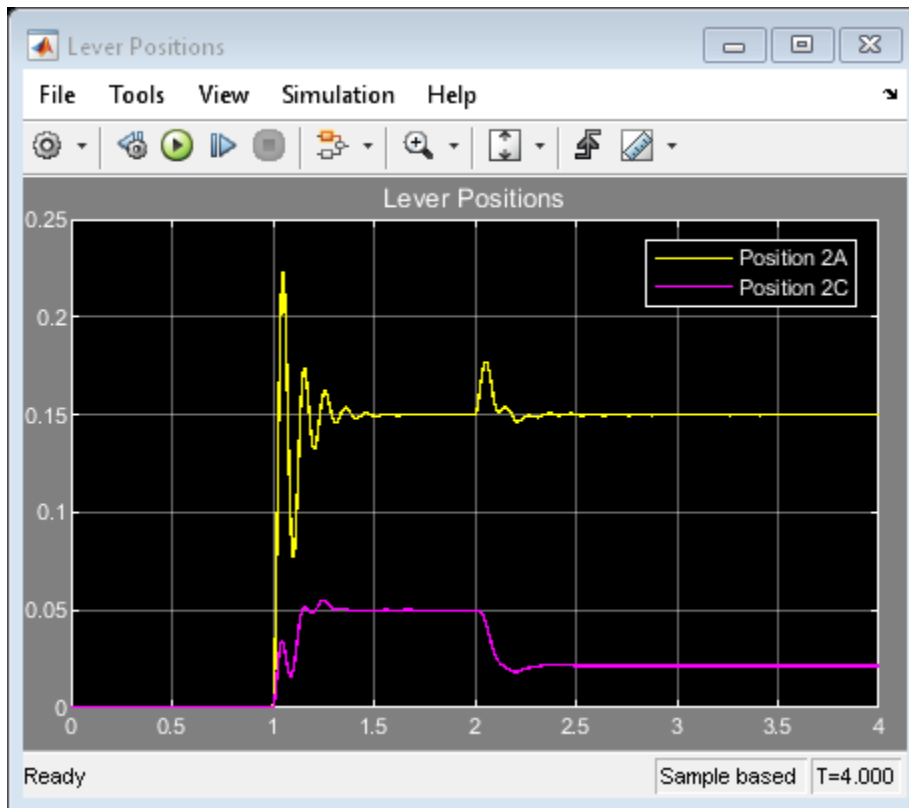 Lever Positions
File Tools View Simulation Help
Lever Positions
0.25
0.2
0.15
0.1
0.05
0
Position 2A
Position 2C
0 0.5 1 1.5 2 2.5 3 3.5 4
Ready Sample based T=4.000